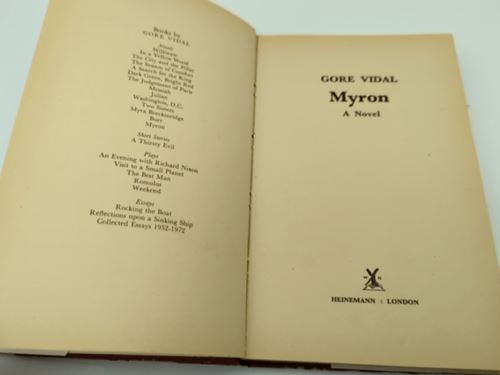 Books by
GORE VIDAL
Novels
Williwaw
In a Yellow Wood
The City and the Pillar
The Season of Comfort
A Search for the King
Dark Green, Bright Red
The Judgement of Paris
Messiah
Julian
Washington, D.C.
Two Sisters
Myra Breckinridge
Burr
Myron
Short Stories
A Thirsty Evil
Plays
An Evening with Richard Nixon
Visit to a Small Planet
The Best Man
Romulus
Weekend
Essays
Rocking the Boat
Reflections upon a Sinking Ship
Collected Essays 1952-1972
GORE VIDAL
Myron
A Novel
HEINEMANN : LONDON